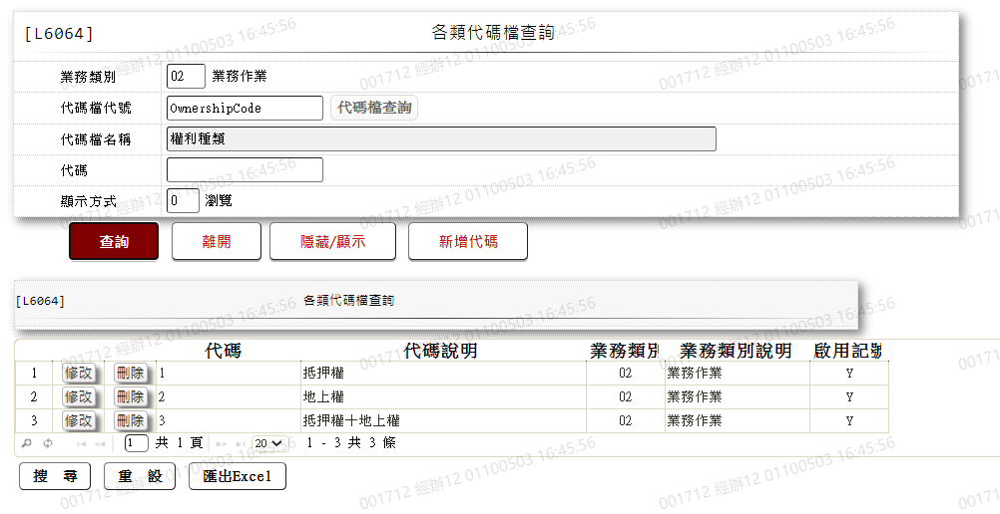 [L6064] 各類代碼檔查詢
業務類別 02 業務作業
代碼檔代號 OwnershipCode 代碼檔查詢
代碼檔名稱 權利種類
代碼
顯示方式 0 瀏覽
查詢 離開 隱藏/顯示 新增代碼
[L6064] 各類代碼檔查詢
代碼 代碼說明 業務類別 業務類別說明 啟用記號
1 修改 刪除 1 抵押權 02 業務作業 Y
2 修改 刪除 2 地上權 02 業務作業 Y
3 修改 刪除 3 抵押權十地上權 02 業務作業 Y
1 共 1 頁 20 1 - 3 共 3 條
搜 尋 重 設 匯出Excel
001712 經辦12 01100503 16:45:56